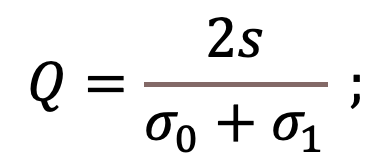 Q = 2s / (σ₀ + σ₁) ;